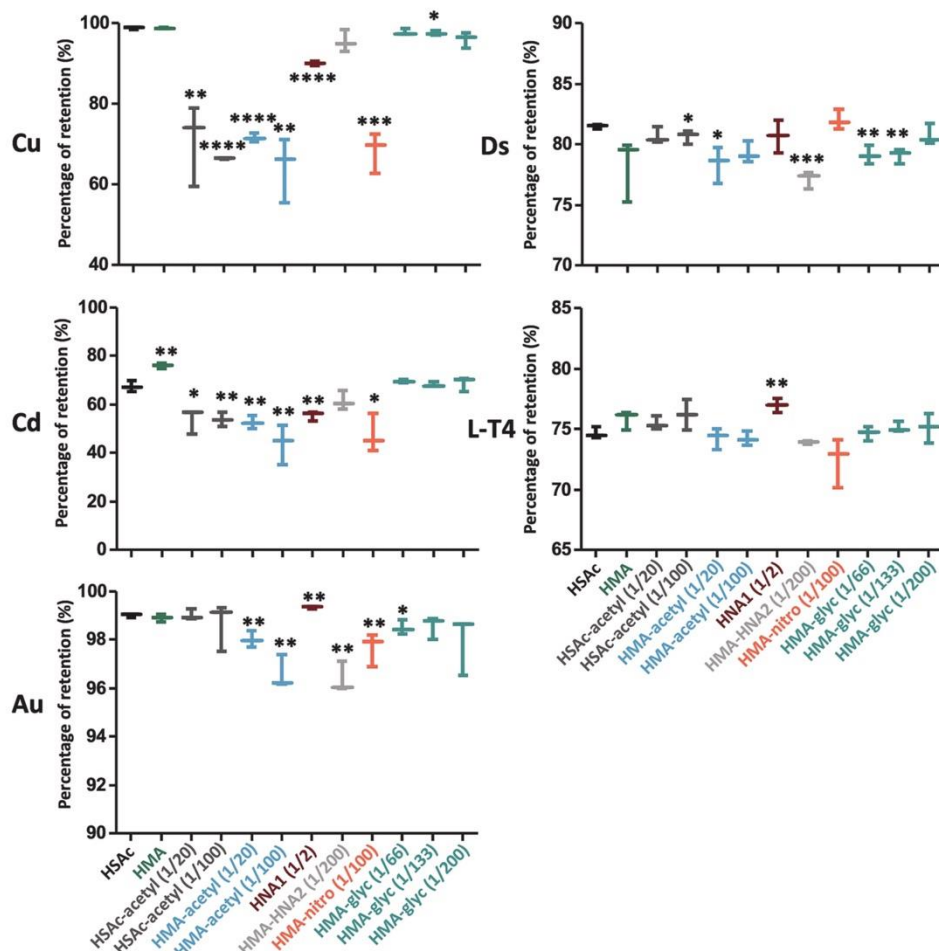 Cu
Percentage of retention (%)
100
80
60
40
**
****
****
**
****
***
*
Ds
Percentage of retention (%)
90
85
80
75
70
*
*
***
**
**
Cd
Percentage of retention (%)
100
80
60
40
20
0
**
*
**
**
**
**
*
L-T4
Percentage of retention (%)
85
80
75
70
65
**
HSAc
HMA
HSAc-acetyl (1/20)
HSAc-acetyl (1/100)
HMA-acetyl (1/20)
HMA-acetyl (1/100)
HNA1 (1/2)
HMA-HNA2 (1/200)
HMA-nitro (1/100)
HMA-glyc (1/66)
HMA-glyc (1/133)
HMA-glyc (1/200)
Au
Percentage of retention (%)
100
98
96
94
92
90
**
**
**
**
**
*
HSAc
HMA
HSAc-acetyl (1/20)
HSAc-acetyl (1/100)
HMA-acetyl (1/20)
HMA-acetyl (1/100)
HNA1 (1/2)
HMA-HNA2 (1/200)
HMA-nitro (1/100)
HMA-glyc (1/66)
HMA-glyc (1/133)
HMA-glyc (1/200)